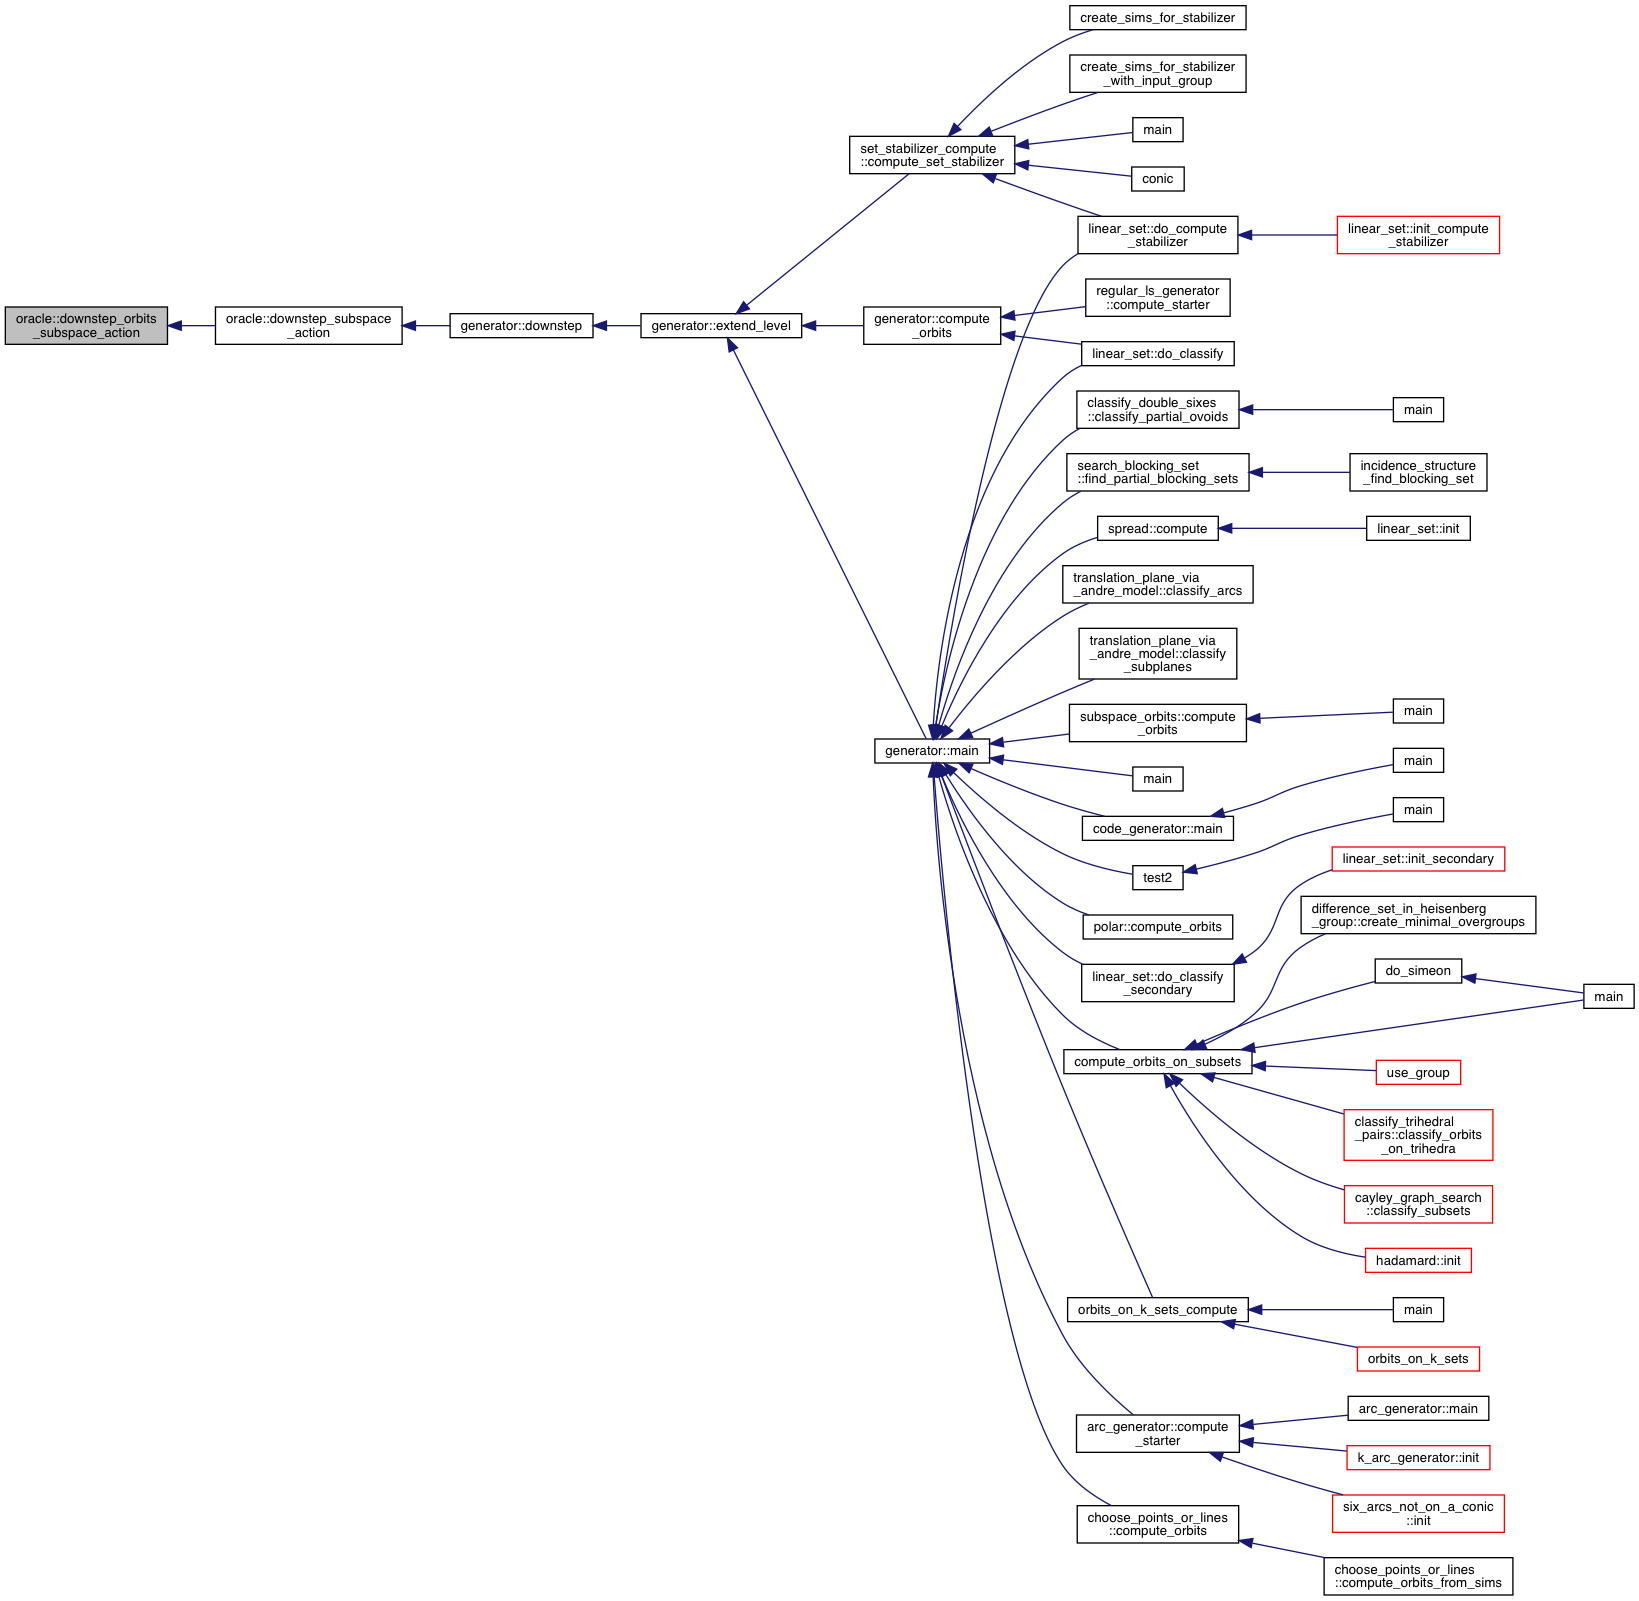 create_sims_for_stabilizer
create_sims_for_stabilizer
_with_input_group
main
set_stabilizer_compute
::compute_set_stabilizer
conic
linear_set::do_compute
_stabilizer
linear_set::init_compute
_stabilizer
oracle::downstep_orbits
_subspace_action
oracle::downstep_subspace
_action
generator::downstep
generator::extend_level
generator::compute
_orbits
regular_ls_generator
::compute_starter
linear_set::do_classify
classify_double_sixes
::classify_partial_ovoids
main
search_blocking_set
::find_partial_blocking_sets
incidence_structure
_find_blocking_set
spread::compute
linear_set::init
translation_plane_via
_andre_model::classify_arcs
translation_plane_via
_andre_model::classify
_subplanes
subspace_orbits::compute
_orbits
main
generator::main
main
main
code_generator::main
main
test2
linear_set::init_secondary
polar::compute_orbits
difference_set_in_heisenberg
_group::create_minimal_overgroups
linear_set::do_classify
_secondary
do_simeon
main
compute_orbits_on_subsets
use_group
classify_trihedral
_pairs::classify_orbits
_on_trihedra
cayley_graph_search
::classify_subsets
hadamard::init
orbits_on_k_sets_compute
main
orbits_on_k_sets
arc_generator::compute
_starter
arc_generator::main
k_arc_generator::init
six_arcs_not_on_a_conic
::init
choose_points_or_lines
::compute_orbits
choose_points_or_lines
::compute_orbits_from_sims